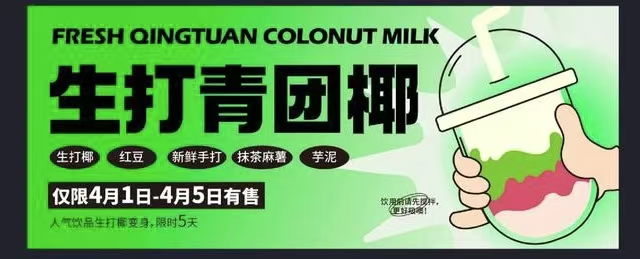 FRESH QINGTUAN COLONUT MILK
生打青团椰
生打椰 红豆 新鲜手打 抹茶麻薯 芋泥
仅限4月1日-4月5日有售
人气饮品生打椰变身,限时5天
饮用前请先搅拌,
更好吸噢!